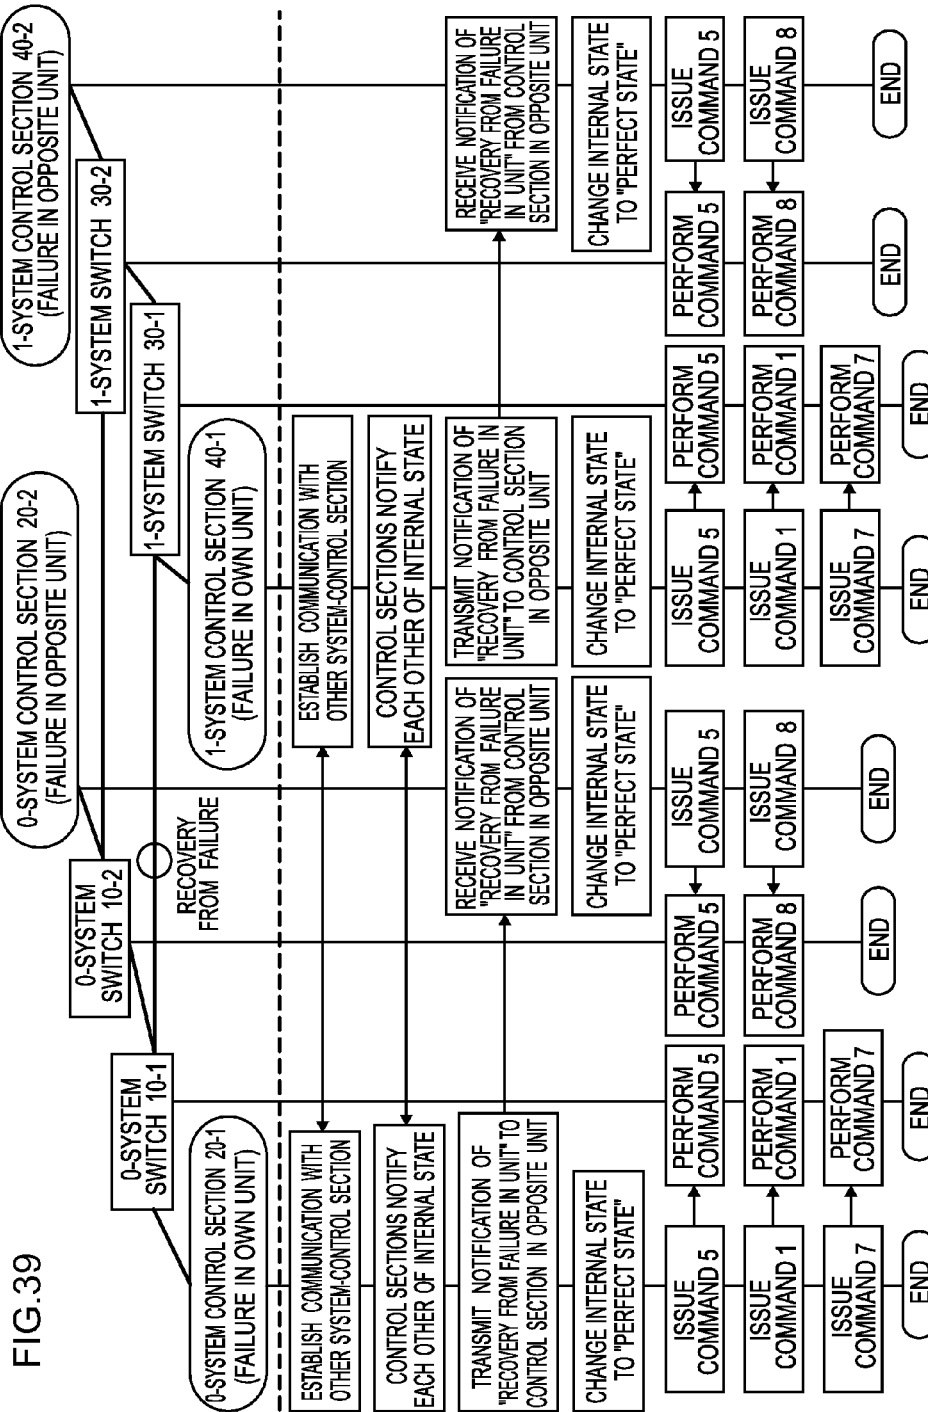 FIG.39
0-SYSTEM CONTROL SECTION 20-1
(FAILURE IN OWN UNIT)
0-SYSTEM
SWITCH 10-1
0-SYSTEM
SWITCH 10-2
0-SYSTEM CONTROL SECTION 20-2
(FAILURE IN OPPOSITE UNIT)
RECOVERY
FROM FAILURE
1-SYSTEM CONTROL SECTION 40-1
(FAILURE IN OWN UNIT)
1-SYSTEM SWITCH 30-1
1-SYSTEM SWITCH 30-2
1-SYSTEM CONTROL SECTION 40-2
(FAILURE IN OPPOSITE UNIT)
ESTABLISH COMMUNICATION WITH
OTHER SYSTEM-CONTROL SECTION
ESTABLISH COMMUNICATION WITH
OTHER SYSTEM-CONTROL SECTION
CONTROL SECTIONS NOTIFY
EACH OTHER OF INTERNAL STATE
CONTROL SECTIONS NOTIFY
EACH OTHER OF INTERNAL STATE
TRANSMIT NOTIFICATION OF
"RECOVERY FROM FAILURE IN UNIT" TO
CONTROL SECTION IN OPPOSITE UNIT
RECEIVE NOTIFICATION OF
"RECOVERY FROM FAILURE
IN UNIT" FROM CONTROL
SECTION IN OPPOSITE UNIT
TRANSMIT NOTIFICATION OF
"RECOVERY FROM FAILURE IN
UNIT" TO CONTROL SECTION
IN OPPOSITE UNIT
RECEIVE NOTIFICATION OF
"RECOVERY FROM FAILURE
IN UNIT" FROM CONTROL
SECTION IN OPPOSITE UNIT
CHANGE INTERNAL STATE
TO "PERFECT STATE"
CHANGE INTERNAL STATE
TO "PERFECT STATE"
CHANGE INTERNAL STATE
TO "PERFECT STATE"
CHANGE INTERNAL STATE
TO "PERFECT STATE"
ISSUE
COMMAND 5
PERFORM
COMMAND 5
PERFORM
COMMAND 5
ISSUE
COMMAND 5
ISSUE
COMMAND 5
PERFORM
COMMAND 5
PERFORM
COMMAND 5
ISSUE
COMMAND 5
ISSUE
COMMAND 1
PERFORM
COMMAND 1
PERFORM
COMMAND 8
ISSUE
COMMAND 8
ISSUE
COMMAND 1
PERFORM
COMMAND 1
PERFORM
COMMAND 8
ISSUE
COMMAND 8
ISSUE
COMMAND 7
PERFORM
COMMAND 7
END
END
ISSUE
COMMAND 7
PERFORM
COMMAND 7
END
END
END
END
END
END